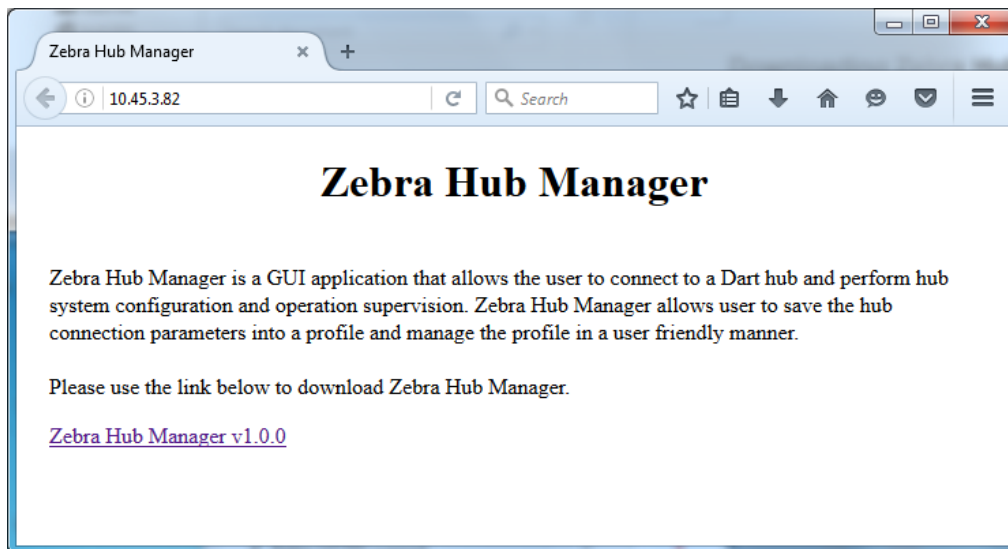 Zebra Hub Manager
10.45.3.82
Search
Zebra Hub Manager
Zebra Hub Manager is a GUI application that allows the user to connect to a Dart hub and perform hub
system configuration and operation supervision. Zebra Hub Manager allows user to save the hub
connection parameters into a profile and manage the profile in a user friendly manner.
Please use the link below to download Zebra Hub Manager.
Zebra Hub Manager v1.0.0